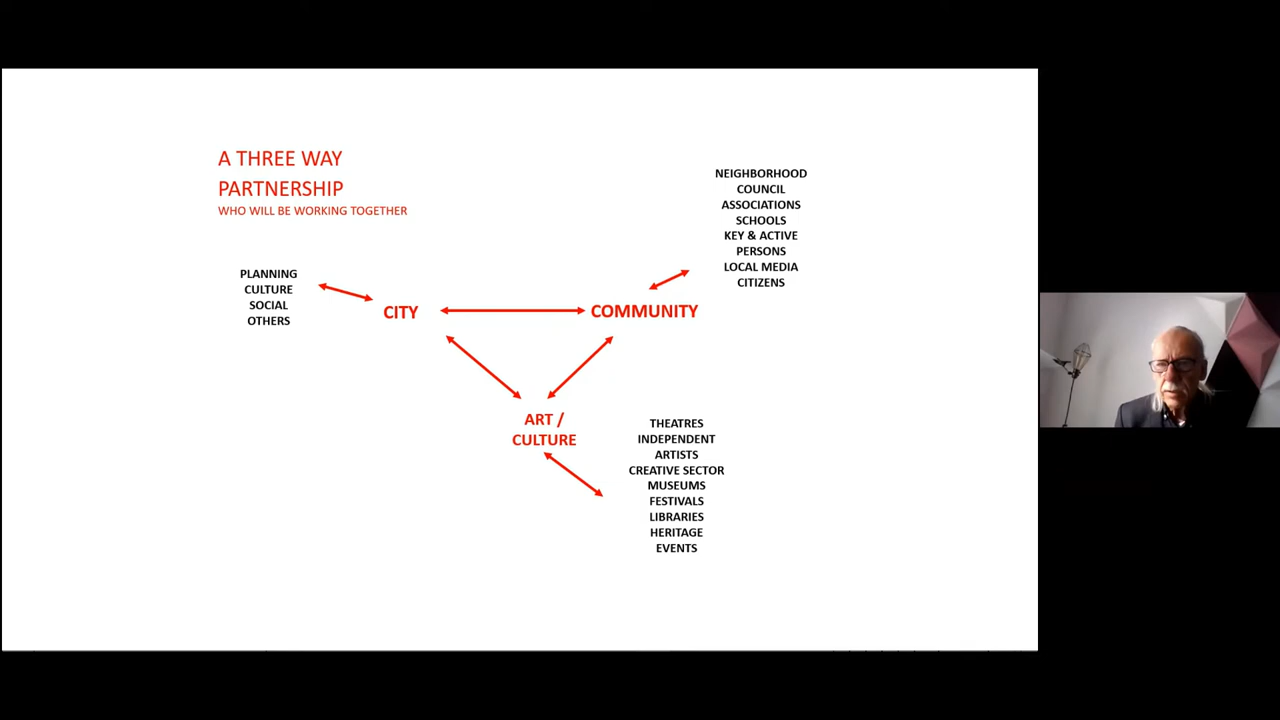 A THREE WAY
PARTNERSHIP
WHO WILL BE WORKING TOGETHER
NEIGHBORHOOD
COUNCIL
ASSOCIATIONS
SCHOOLS
KEY & ACTIVE
PERSONS
LOCAL MEDIA
CITIZENS
PLANNING
CULTURE
SOCIAL
OTHERS
CITY
COMMUNITY
ART /
CULTURE
THEATRES
INDEPENDENT
ARTISTS
CREATIVE SECTOR
MUSEUMS
FESTIVALS
LIBRARIES
HERITAGE
EVENTS